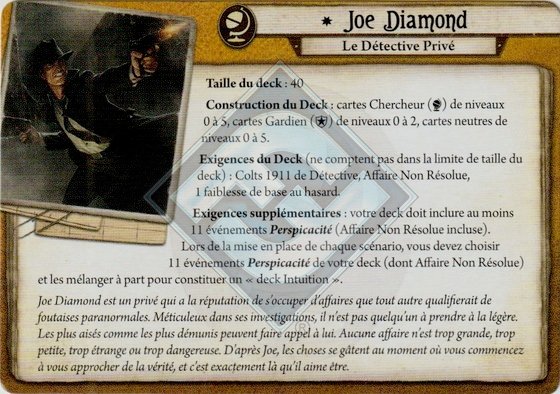 Joe Diamond
Le Détective Privé
Taille du deck : 40
Construction du Deck : cartes Chercheur () de niveaux
0 à 5, cartes Gardien () de niveaux 0 à 2, cartes neutres de
niveaux 0 à 5.
Exigences du Deck (ne comptent pas dans la limite de taille du
deck) : Colts 1911 de Détective, Affaire Non Résolue,
1 faiblesse de base au hasard.
Exigences supplémentaires : votre deck doit inclure au moins
11 événements Perspicacité (Affaire Non Résolue incluse).
Lors de la mise en place de chaque scénario, vous devez choisir
11 événements Perspicacité de votre deck (dont Affaire Non Résolue)
et les mélanger à part pour constituer un « deck Intuition ».
Joe Diamond est un privé qui a la réputation de s'occuper d'affaires que tout autre qualifierait de
foutaises paranormales. Méticuleux dans ses investigations, il n'est pas quelqu'un à prendre à la légère.
Les plus aisés comme les plus démunis peuvent faire appel à lui. Aucune affaire n'est trop grande, trop
petite, trop étrange ou trop dangereuse. D'après Joe, les choses se gâtent au moment où vous commencez
à vous approcher de la vérité, et c'est exactement là qu'il aime être.